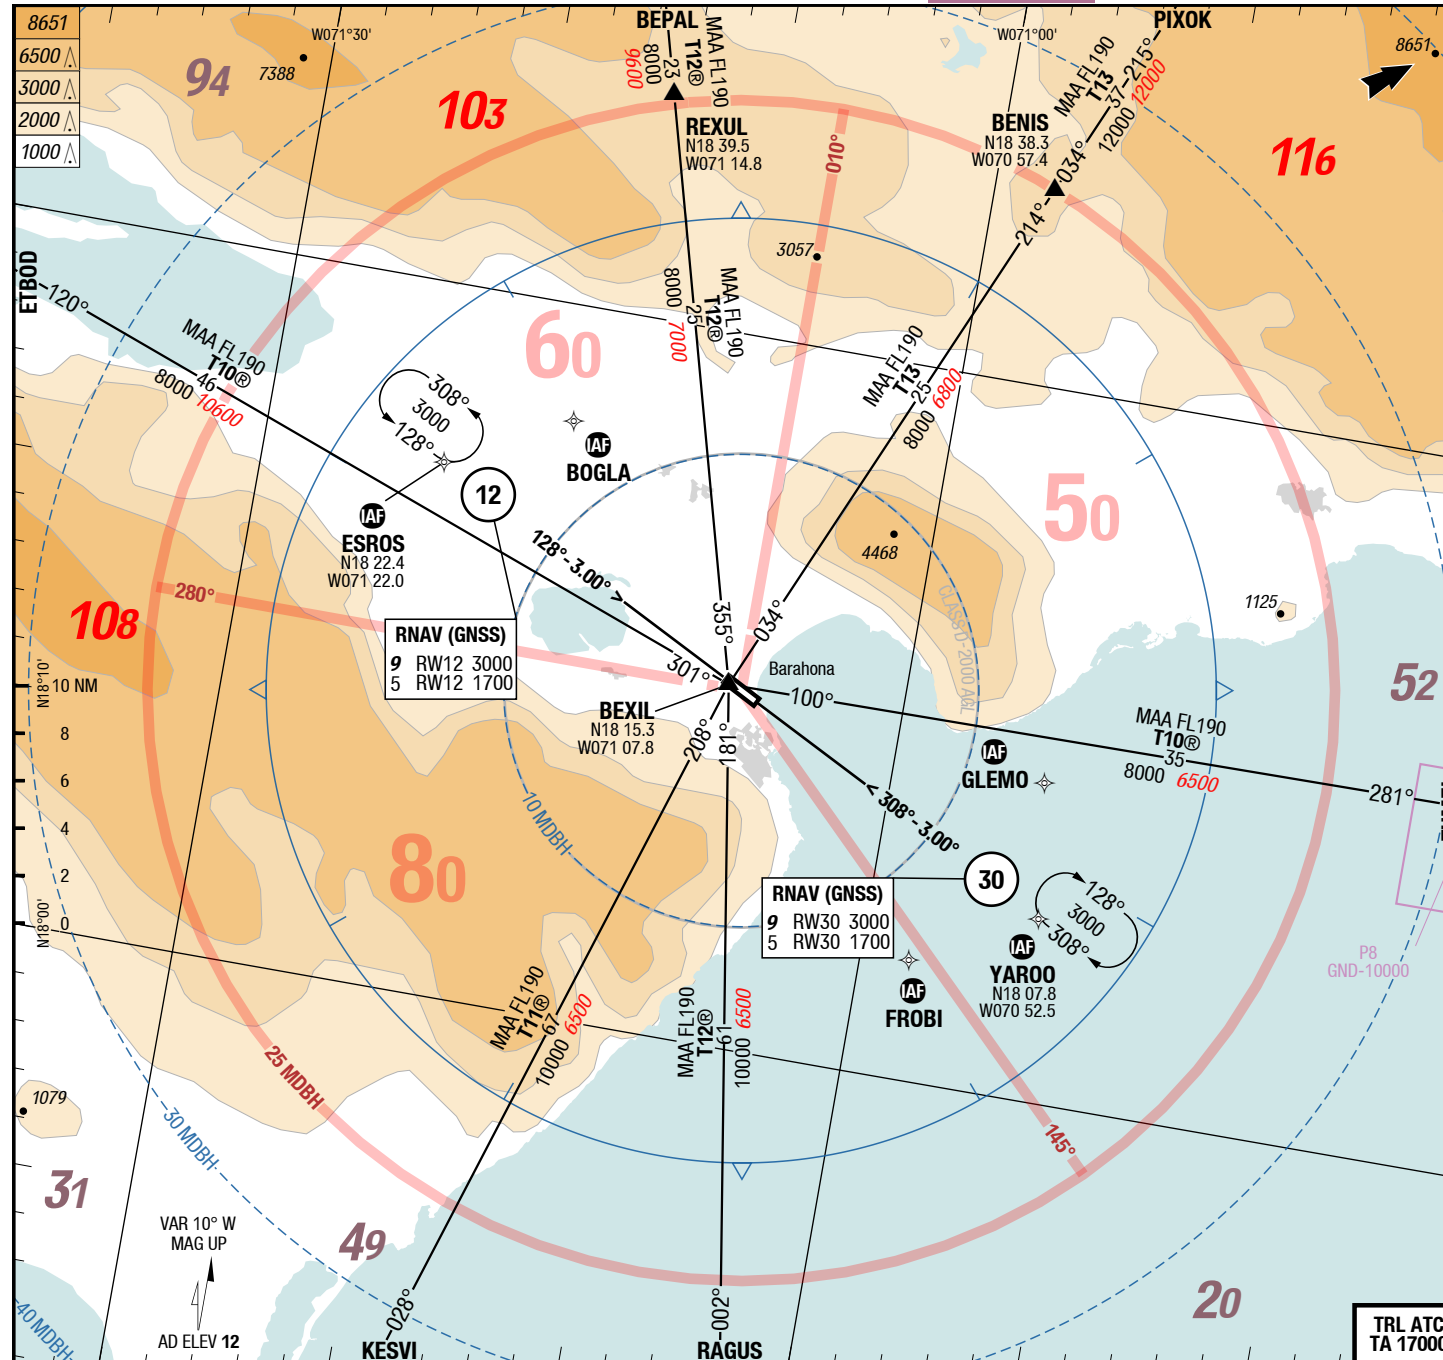 8651
6500
3000
2000
1000
W071°30'
7388
94
103
BEPAL
MAA FL190
T12®
23
8000
9600
REXUL
N18 39.5
W071 14.8
010°
W071°00'
PIXOK
215°
37
MAA FL190
T13
12000
12000
8651
BENIS
N18 38.3
W070 57.4
034°
214°
116
ETBOD
120°
MAA FL190
T10®
46
8000 10600
3057
MAA FL190
T12®
25
8000
7000
60
MAA FL190
T13
25
8000 6800
308°
3000
128°
IAF
BOGLA
12
IAF
ESROS
N18 22.4
W071 22.0
128° - 3.00° >
50
4468
CLASS D-2000 AGL
1125
280°
108
RNAV (GNSS)
9 RW12 3000
5 RW12 1700
355°
034°
301°
Barahona
100°
BEXIL
N18 15.3
W071 07.8
208°
181°
52
N18°10'
10 NM
8
6
4
2
0
N18°00'
IAF
GLEMO
MAA FL190
T10®
35
8000 6500
281°
< 308° - 3.00°
10 MDBH
80
30
RNAV (GNSS)
9 RW30 3000
5 RW30 1700
128°
3000
308°
IAF
YAROO
N18 07.8
W070 52.5
IAF
FROBI
P8
GND-10000
MAA FL190
T11®
67
10000 6500
MAA FL190
T12®
61
10000 6500
25 MDBH
1079
30 MDBH
145°
31
49
VAR 10° W
MAG UP
AD ELEV 12
40 MDBH
028°
KESVI
002°
RAGUS
20
TRL ATC
TA 17000